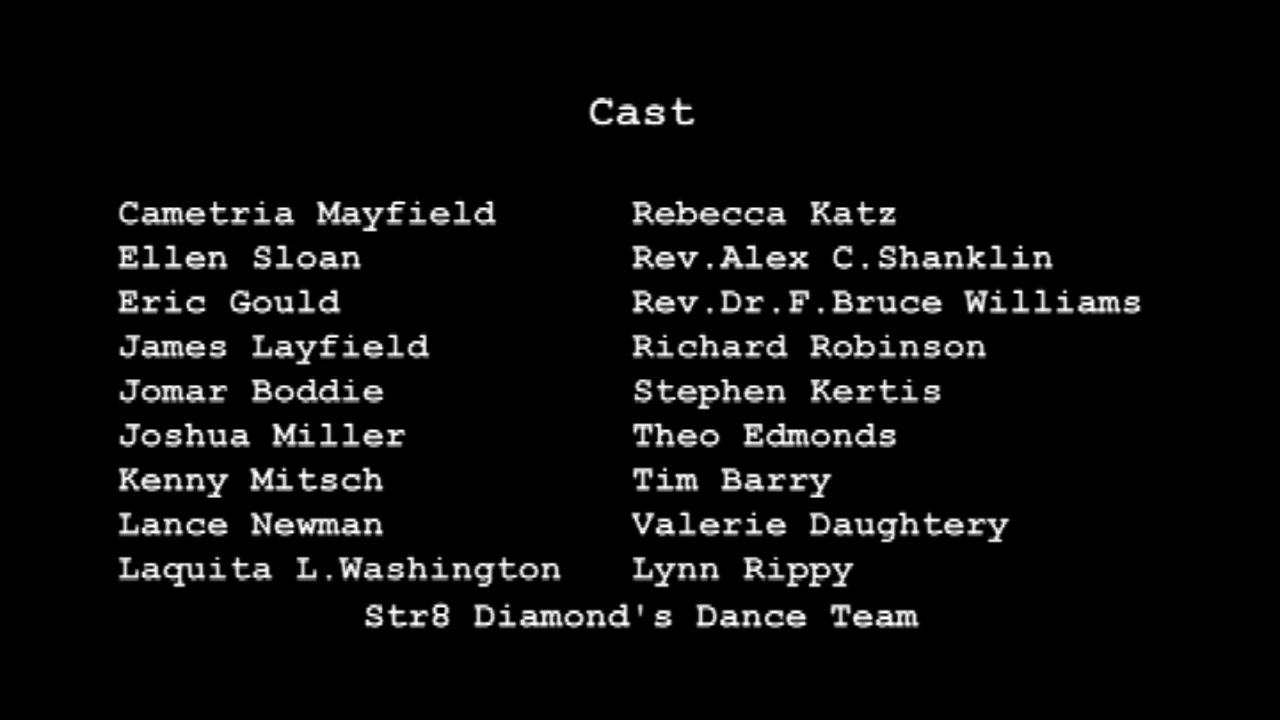 Cast
Cametria Mayfield
Ellen Sloan
Eric Gould
James Layfield
Jomar Boddie
Joshua Miller
Kenny Mitsch
Lance Newman
Laquita L.Washington
Rebecca Katz
Rev.Alex C.Shanklin
Rev.Dr.F.Bruce Williams
Richard Robinson
Stephen Kertis
Theo Edmonds
Tim Barry
Valerie Daughtery
Lynn Rippy
Str8 Diamond's Dance Team